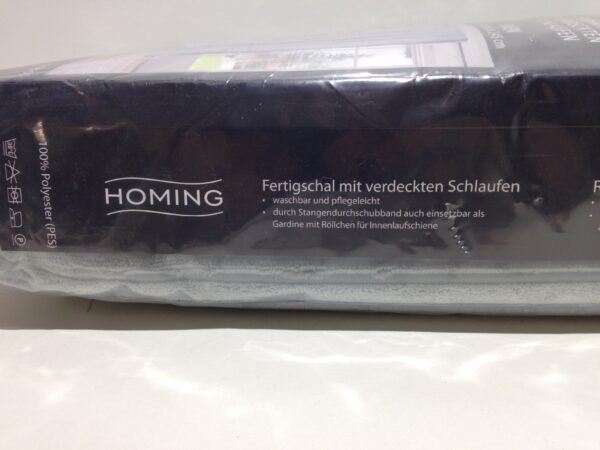 100% Polyester (PES)
HOMING
Fertigschal mit verdeckten Schlaufen
• waschbar und pflegeleicht
• durch Stangendurchschubband auch einsetzbar als
Gardine mit Röllchen für Innenlaufschiene